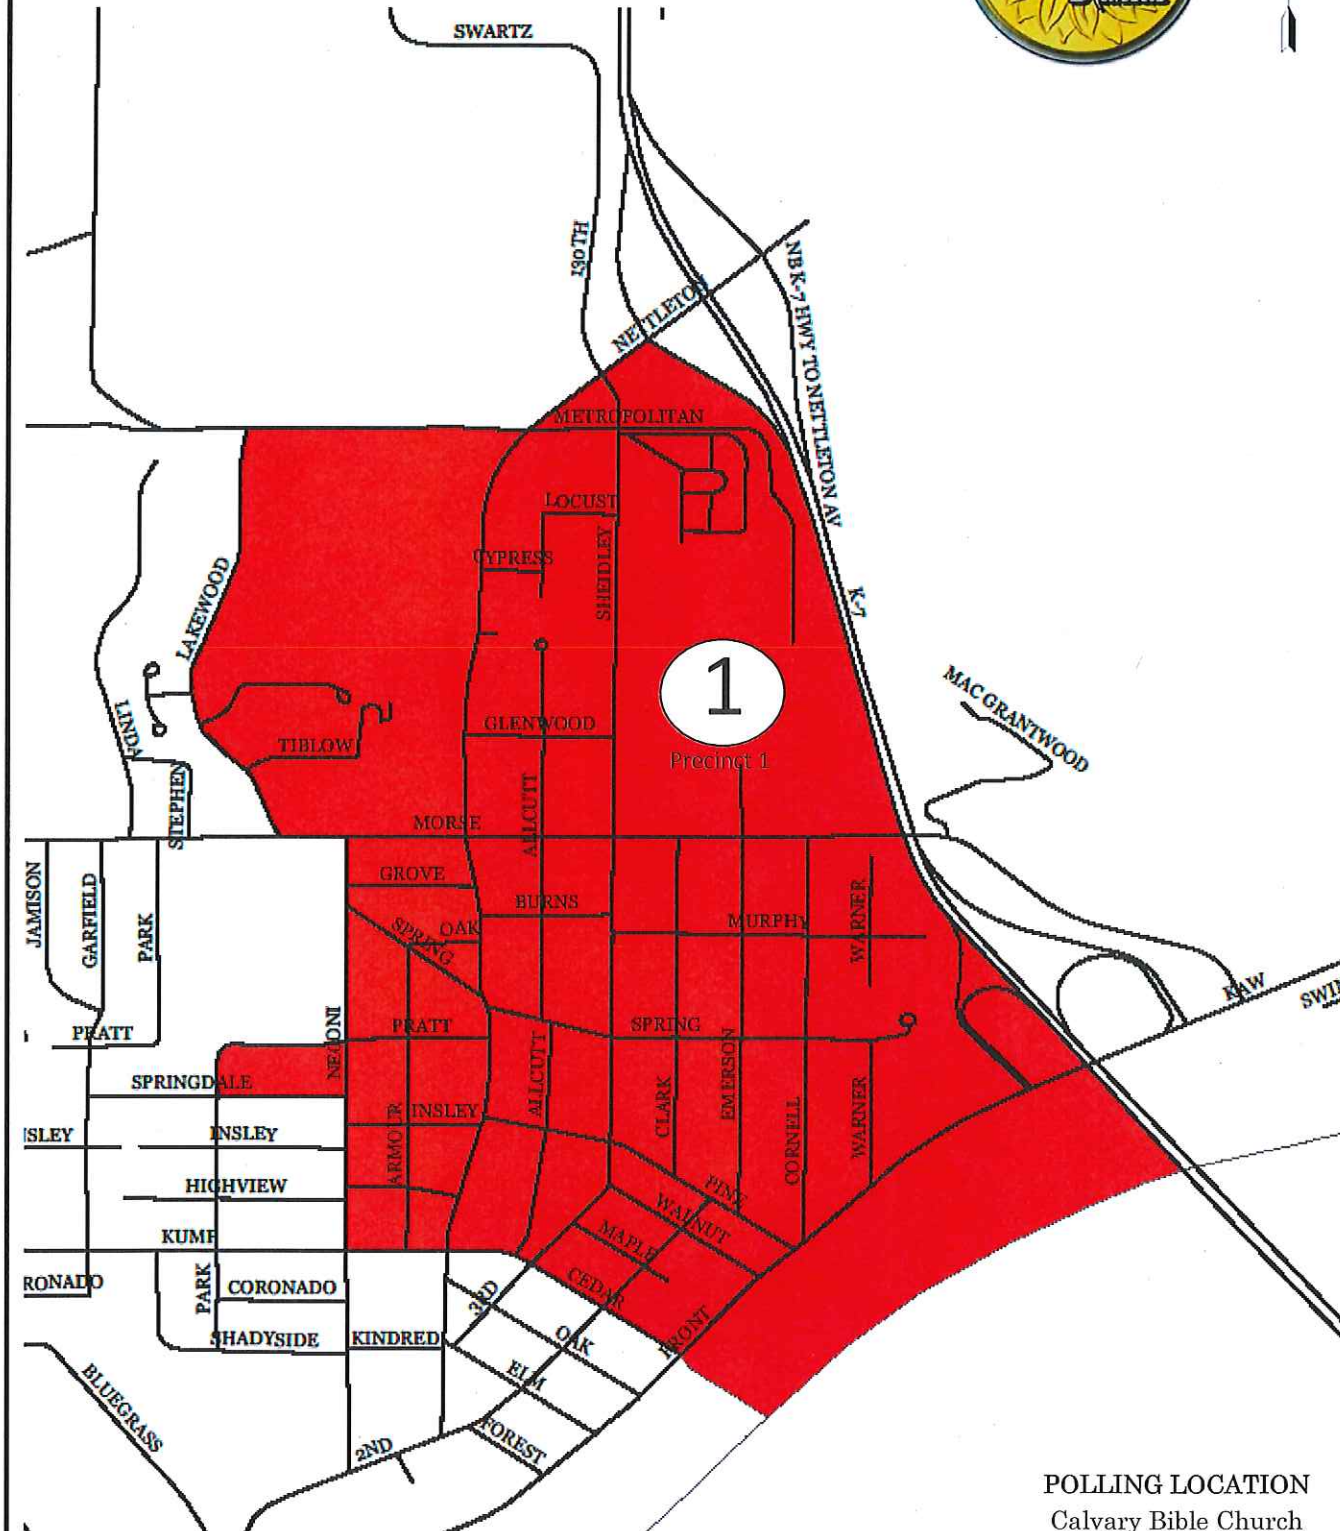 SWARTZ
130TH
NETTLETON
NB K-7 HWY TO NETTLETON AV
METROPOLITAN
LOCUST
CYPRESS
SHEIDLEY
LAKEWOOD
K-7
1
Precinct 1
MAC GRANTWOOD
LINDA
TIBLOW
GLENWOOD
STEPHEN
ALLCUTT
MORSE
JAMISON
GARFIELD
PARK
GROVE
BURNS
SPRING
OAK
MURPHY
WARNER
KAW
PRATT
NECONI
PRATT
SPRING
SPRINGDALE
ALLCUTT
CLARK
EMERSON
CORNELL
WARNER
ARMOUR
INSLEY
INSLEY
HIGHVIEW
PINE
WALNUT
KUMP
MAPLE
CEDAR
PARK
CORONADO
3RD
FRONT
SHADYSIDE
KINDRED
OAK
ELM
BLUEGRASS
2ND
FOREST
POLLING LOCATION
Calvary Bible Church